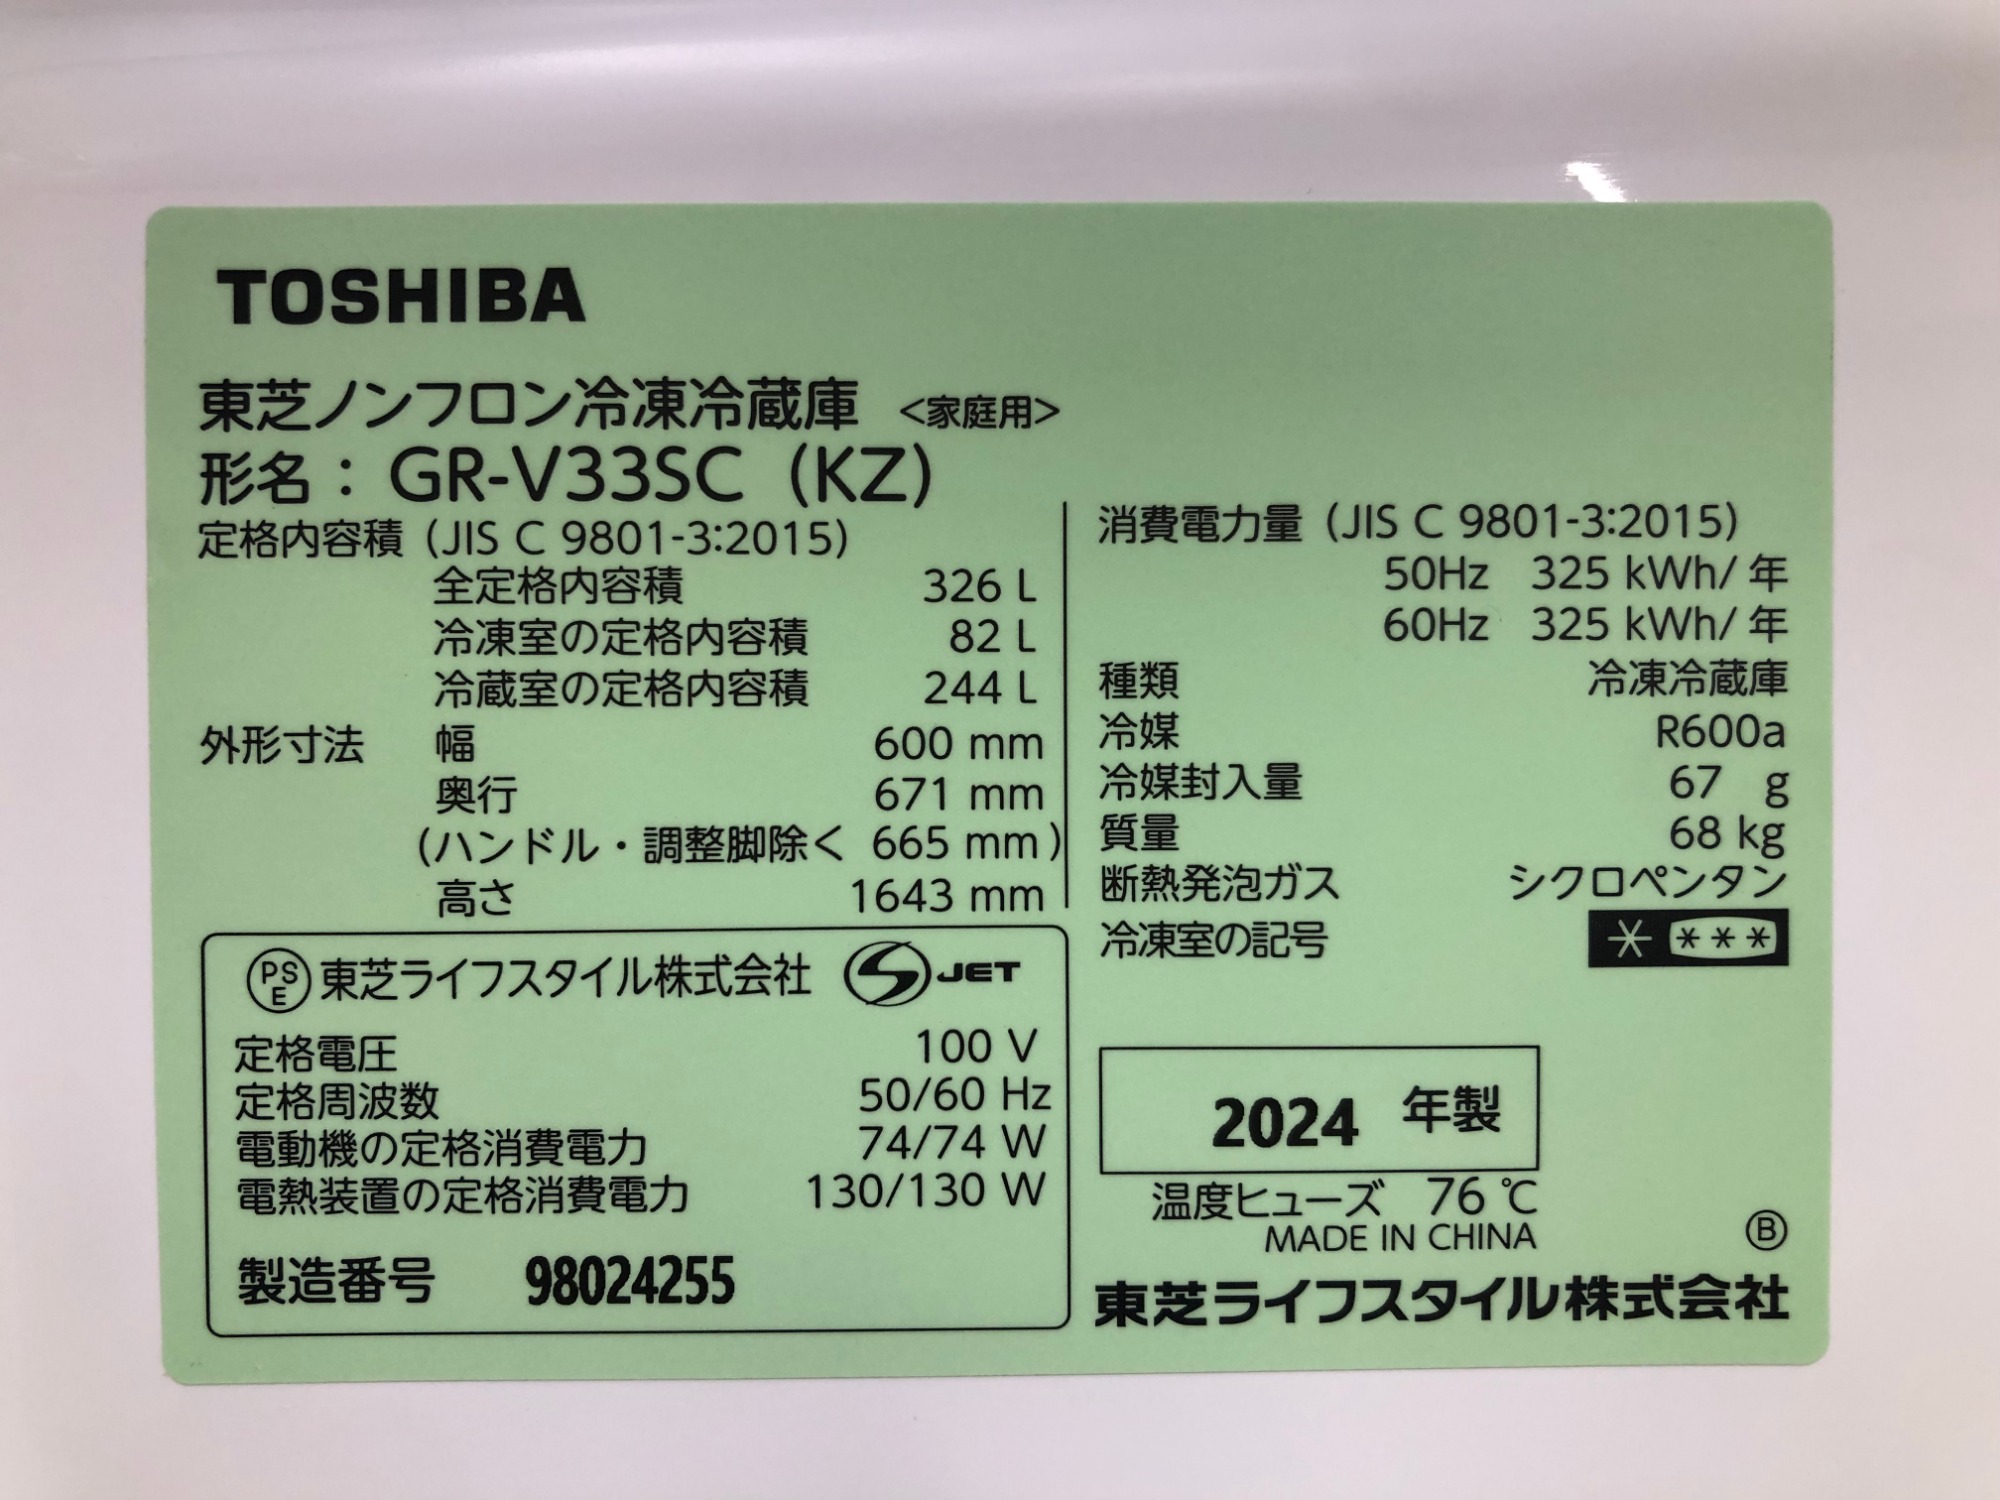 TOSHIBA
東芝ノンフロン冷凍冷蔵庫 <家庭用>
形名： GR-V33SC (KZ)
定格内容積 (JIS C 9801-3:2015)
全定格内容積 326 L
冷凍室の定格内容積 82 L
冷蔵室の定格内容積 244 L
外形寸法 幅 600 mm
奥行 671 mm
(ハンドル・調整脚除く 665 mm)
高さ 1643 mm
PSE 東芝ライフスタイル株式会社 S JET
定格電圧 100 V
定格周波数 50/60 Hz
電動機の定格消費電力 74/74 W
電熱装置の定格消費電力 130/130 W
製造番号 98024255
消費電力量 (JIS C 9801-3:2015)
50Hz 325 kWh/年
60Hz 325 kWh/年
種類 冷凍冷蔵庫
冷媒 R600a
冷媒封入量 67 g
質量 68 kg
断熱発泡ガス シクロペンタン
冷凍室の記号 * ***
2024 年製
温度ヒューズ 76 ℃
MADE IN CHINA
Ⓑ
東芝ライフスタイル株式会社